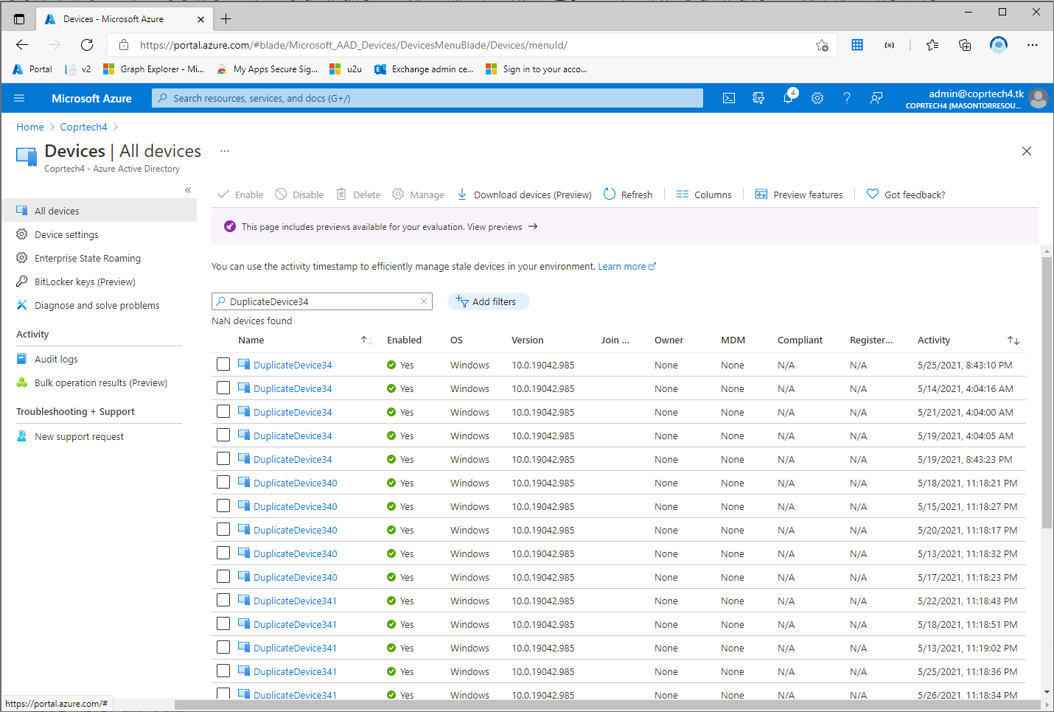 Devices - Microsoft Azure
https://portal.azure.com/#blade/Microsoft_AAD_Devices/DevicesMenuBlade/Devices/menuId/
Portal v2 Graph Explorer - Mi... My Apps Secure Sig... u2u Exchange admin ce... Sign in to your acco...
Microsoft Azure Search resources, services, and docs (G+/) 4 admin@coprtech4.tk
COPRTECH4 (MASONTORRESOU...
Home > Coprtech4 >
Devices | All devices ...
Coprtech4 - Azure Active Directory
«
All devices
Device settings
Enterprise State Roaming
BitLocker keys (Preview)
Diagnose and solve problems
Activity
Audit logs
Bulk operation results (Preview)
Troubleshooting + Support
New support request
Enable Disable Delete Manage Download devices (Preview) Refresh Columns Preview features Got feedback?
This page includes previews available for your evaluation. View previews →
You can use the activity timestamp to efficiently manage stale devices in your environment. Learn more
DuplicateDevice34 Add filters
NaN devices found
Name Enabled OS Version Join ... Owner MDM Compliant Register... Activity
DuplicateDevice34 Yes Windows 10.0.19042.985 None None N/A N/A 5/25/2021, 8:43:10 PM
DuplicateDevice34 Yes Windows 10.0.19042.985 None None N/A N/A 5/14/2021, 4:04:16 AM
DuplicateDevice34 Yes Windows 10.0.19042.985 None None N/A N/A 5/21/2021, 4:04:00 AM
DuplicateDevice34 Yes Windows 10.0.19042.985 None None N/A N/A 5/19/2021, 4:04:05 AM
DuplicateDevice34 Yes Windows 10.0.19042.985 None None N/A N/A 5/19/2021, 8:43:23 PM
DuplicateDevice340 Yes Windows 10.0.19042.985 None None N/A N/A 5/18/2021, 11:18:21 PM
DuplicateDevice340 Yes Windows 10.0.19042.985 None None N/A N/A 5/15/2021, 11:18:27 PM
DuplicateDevice340 Yes Windows 10.0.19042.985 None None N/A N/A 5/20/2021, 11:18:17 PM
DuplicateDevice340 Yes Windows 10.0.19042.985 None None N/A N/A 5/13/2021, 11:18:32 PM
DuplicateDevice340 Yes Windows 10.0.19042.985 None None N/A N/A 5/17/2021, 11:18:23 PM
DuplicateDevice341 Yes Windows 10.0.19042.985 None None N/A N/A 5/22/2021, 11:18:43 PM
DuplicateDevice341 Yes Windows 10.0.19042.985 None None N/A N/A 5/18/2021, 11:18:51 PM
DuplicateDevice341 Yes Windows 10.0.19042.985 None None N/A N/A 5/13/2021, 11:19:02 PM
DuplicateDevice341 Yes Windows 10.0.19042.985 None None N/A N/A 5/25/2021, 11:18:36 PM
DuplicateDevice341 Yes Windows 10.0.19042.985 None None N/A N/A 5/26/2021, 11:18:34 PM
https://portal.azure.com/#